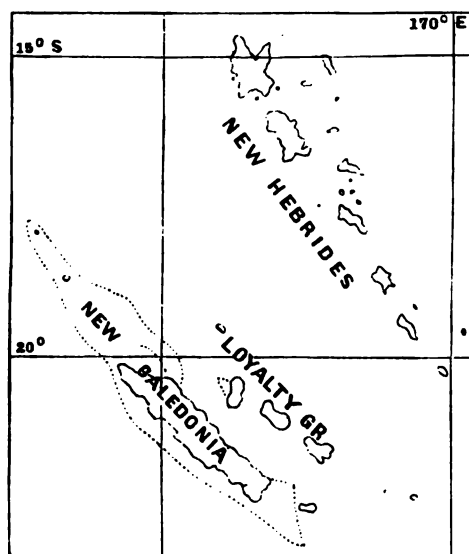 170° E
15° S
NEW HEBRIDES
20°
NEW CALEDONIA
LOYALTY GR